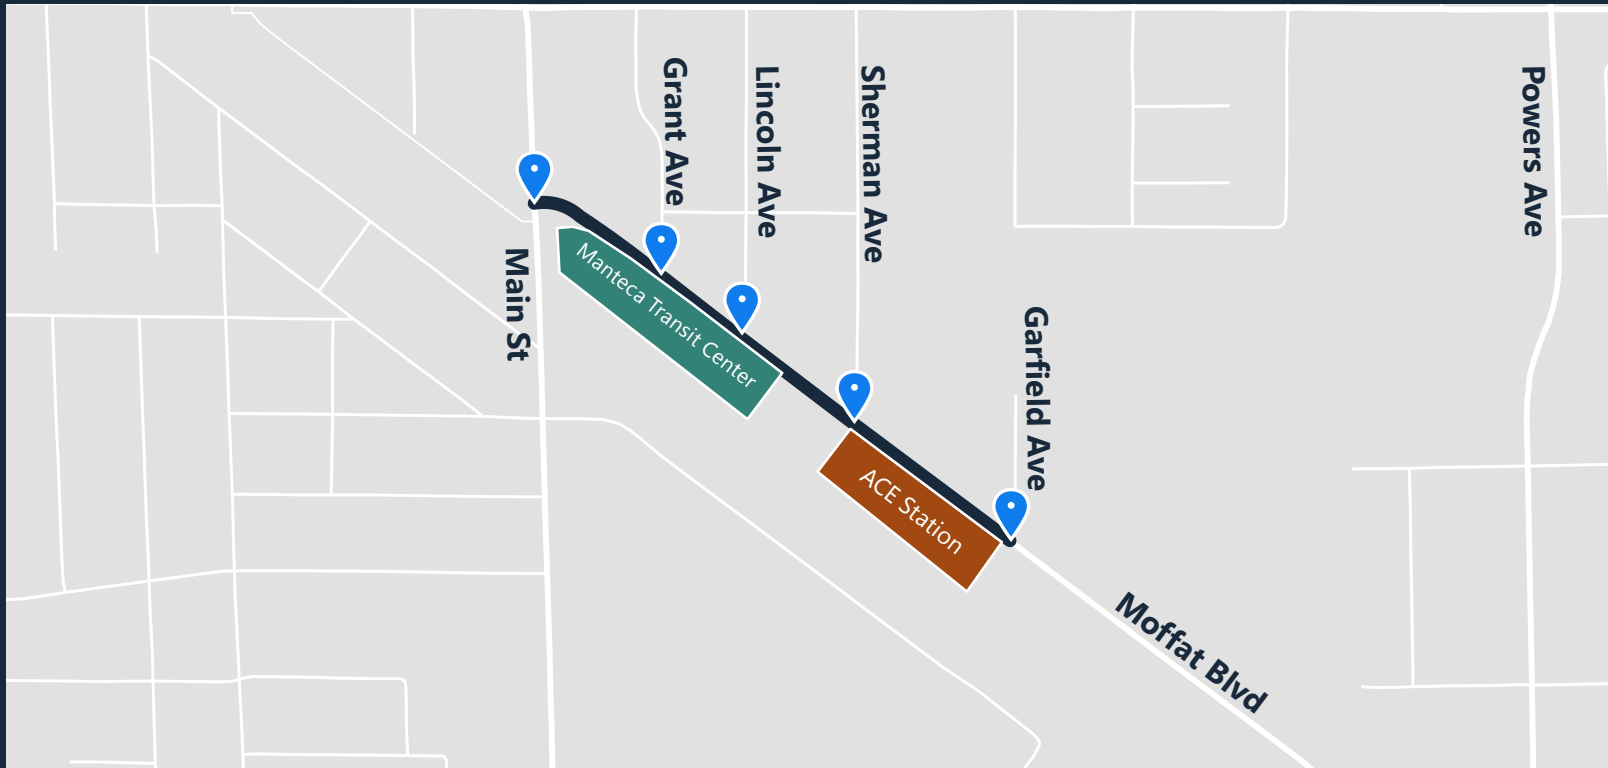 Grant Ave
Lincoln Ave
Sherman Ave
Powers Ave
Main St
Manteca Transit Center
Garfield Ave
ACE Station
Moffat Blvd